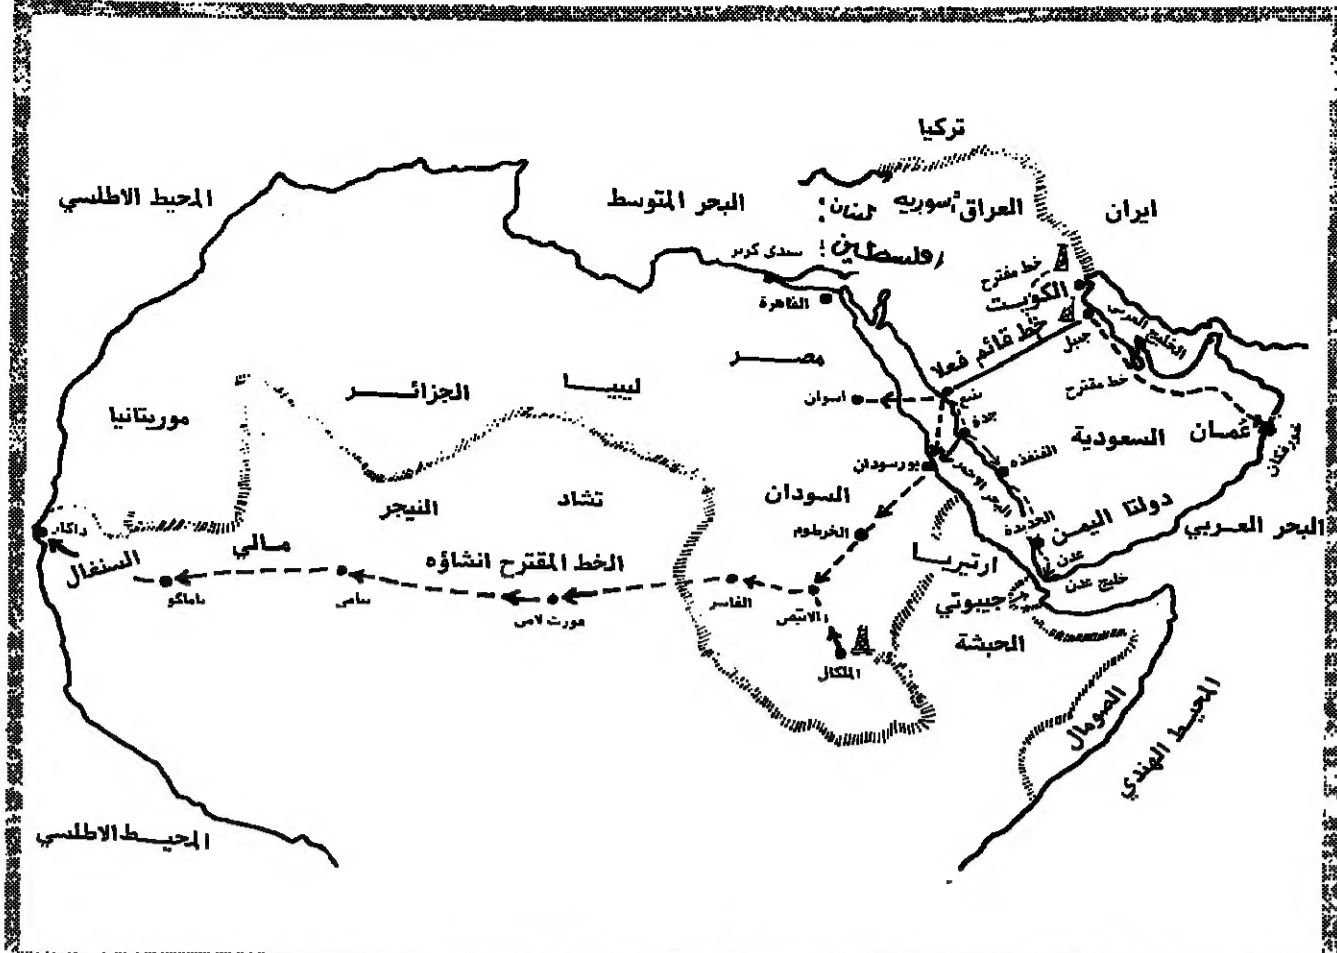 تركيا
المحيط الاطلسي
البحر المتوسط
لبنان
سوريه
العراق
ايران
فلسطين
سيدي كرير
خط مقترح
الكويت
القاهرة
الخليج العربي
جبيل
خط قائم فعلا
مصر
ليبيا
الجزائر
موريتانيا
خط مقترح
ينبع
اسوان
جدة
السعودية
عمان
خورفكان
القنفذه
بورسودان
البحر الاحمر
السودان
تشاد
النيجر
دولتا اليمن
البحر العربي
الحديدة
الخرطوم
داكار
السنغال
مالي
الخط المقترح انشاؤه
ارتيريا
عدن
خليج عدن
جيبوتي
باماكو
نيامي
فورت لامي
الفاشر
الابيض
الحبشة
الملكال
الصومال
المحيط الهندي
المحيط الاطلسي